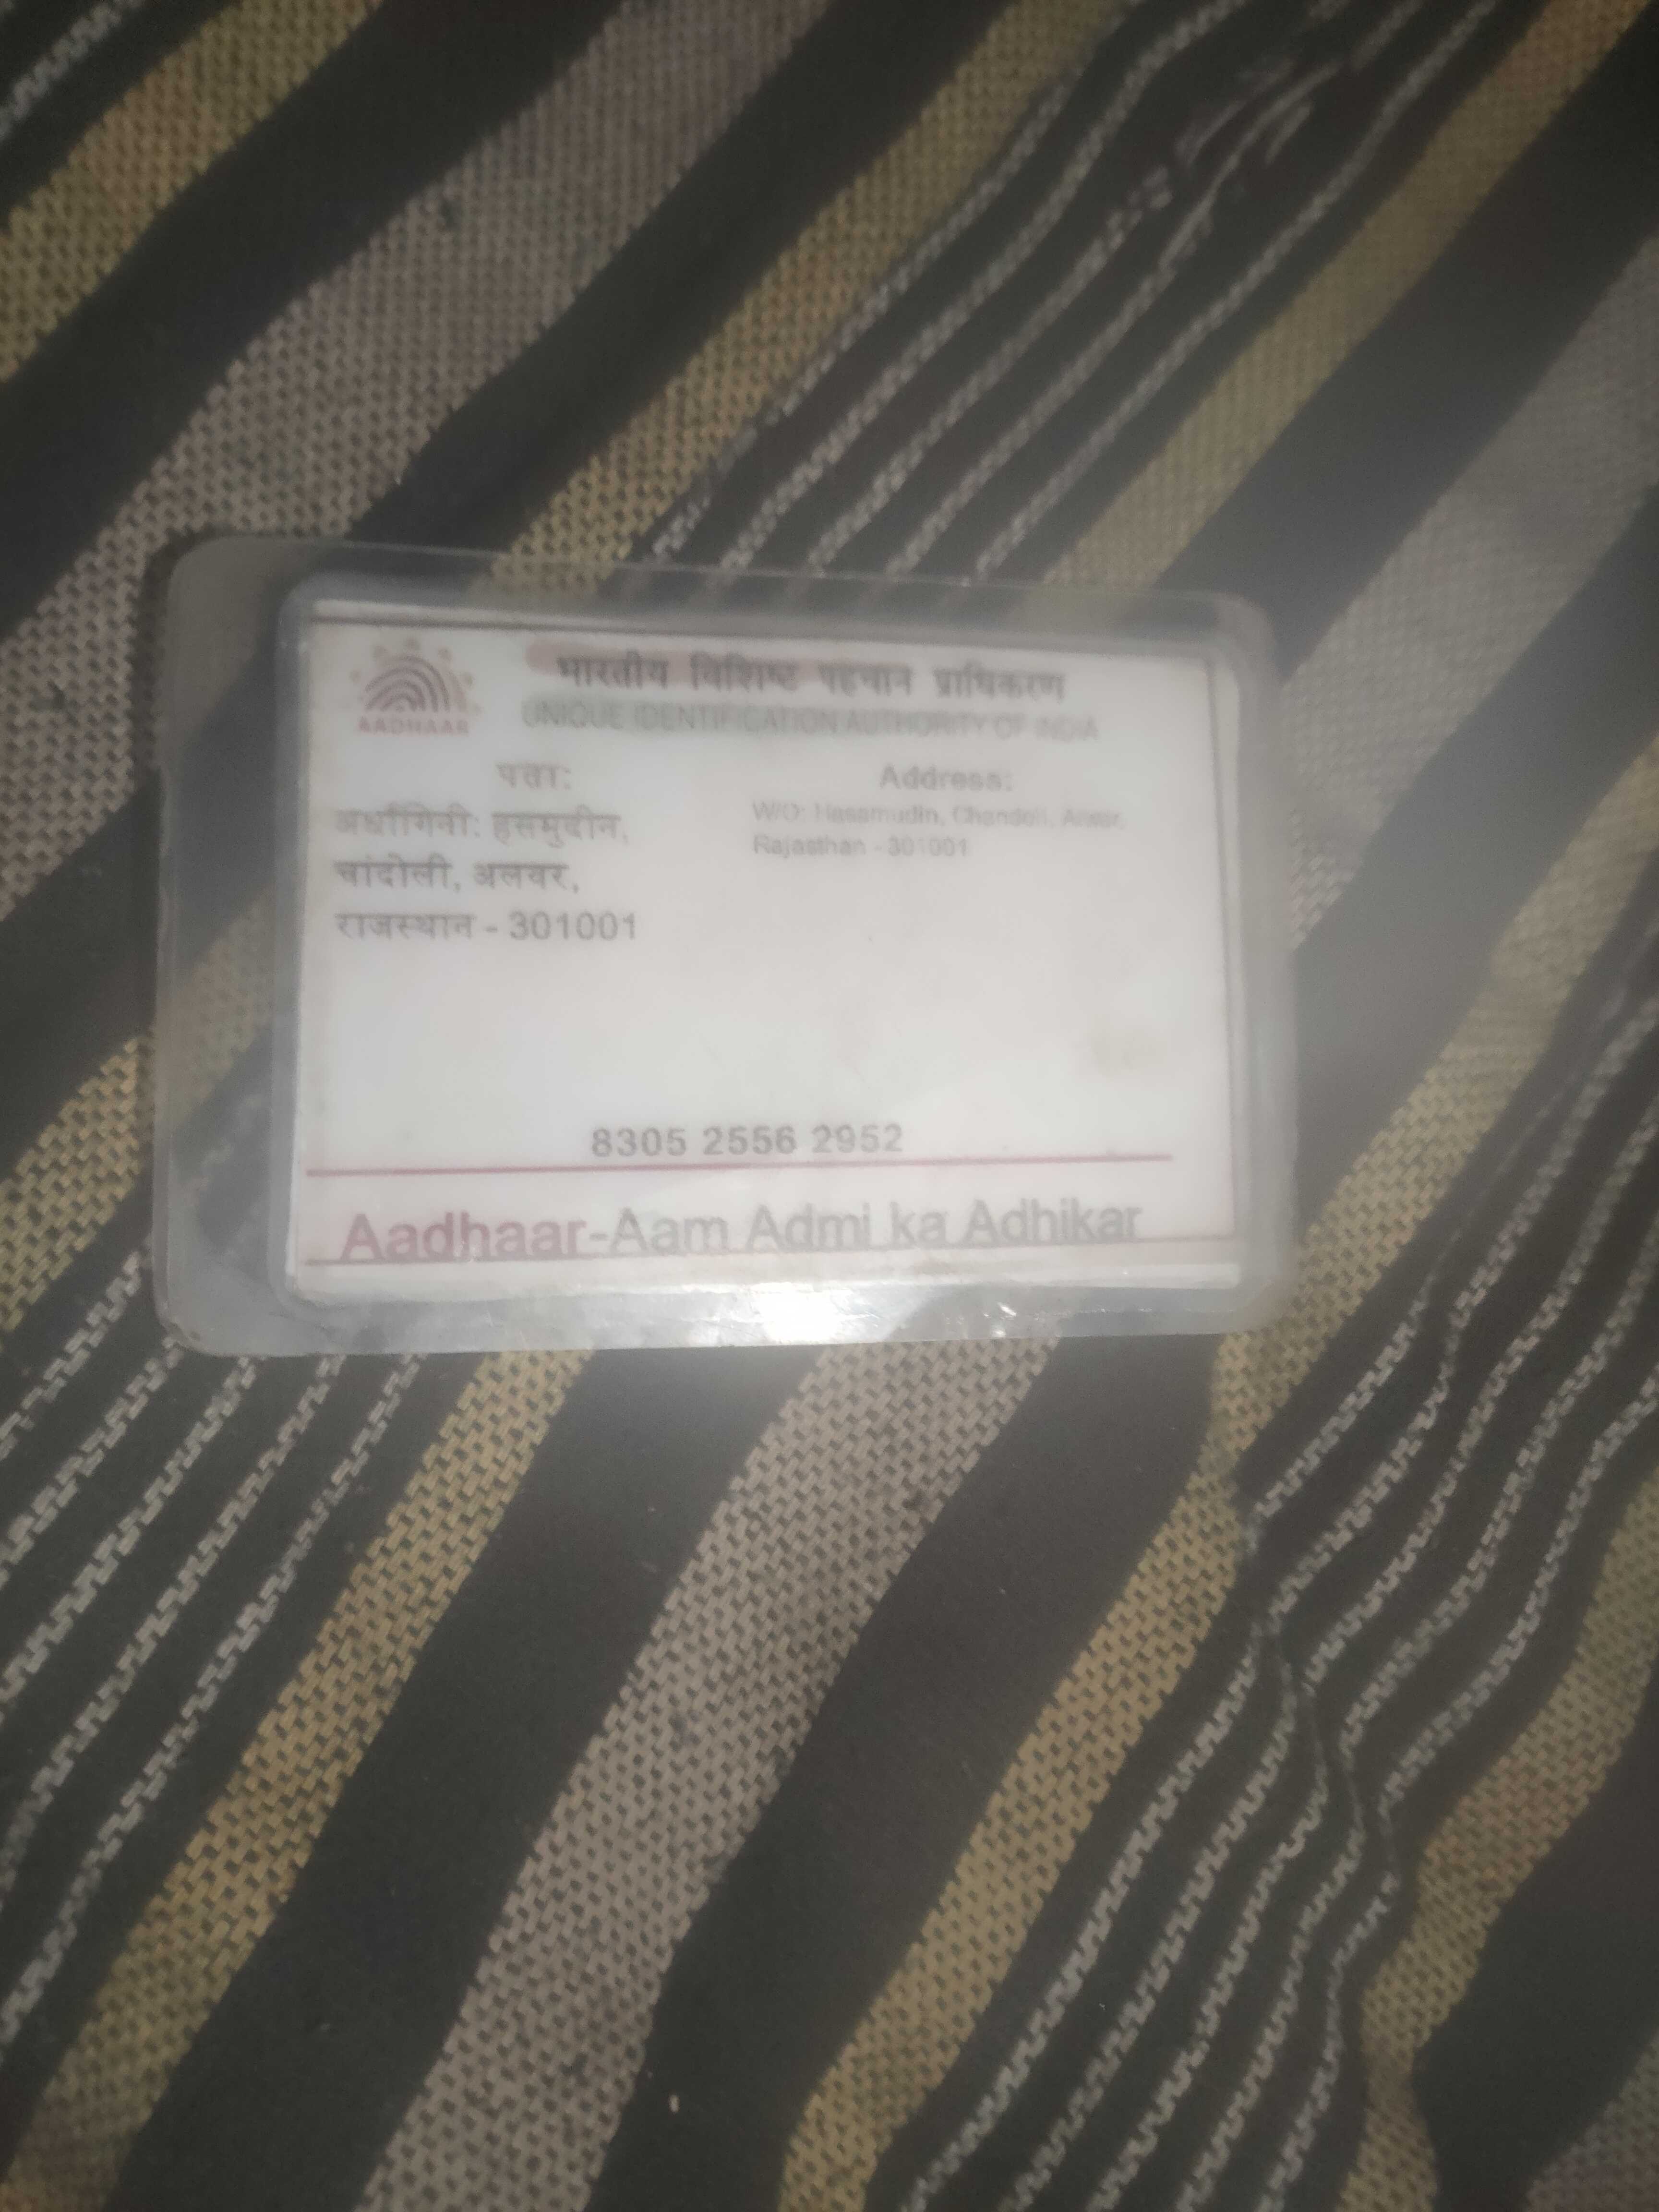 भारतीय विशिष्ट पहचान प्राधिकरण
UNIQUE IDENTIFICATION AUTHORITY OF INDIA
AADHAAR
पता:
अर्धांगिनी: हसमुदीन,
चांदोली, अलवर,
राजस्थान - 301001
Address:
W/O: Hasamudin, Chandoli, Alwar,
Rajasthan - 301001
8305 2556 2952
Aadhaar-Aam Admi ka Adhikar